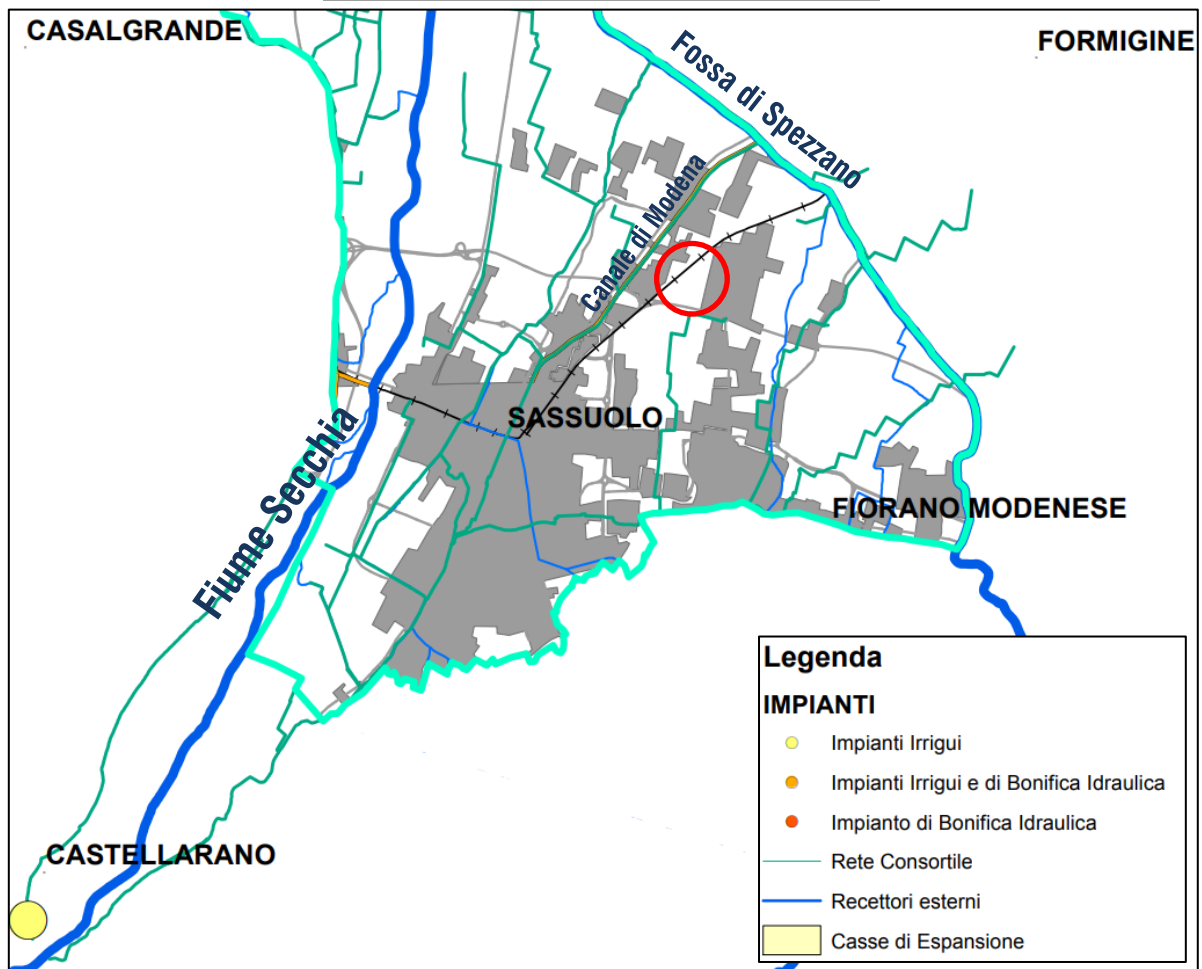 CASALGRANDE
FORMIGINE
Fossa di Spezzano
Canale di Modena
SASSUOLO
Fiume Secchia
FIORANO MODENESE
CASTELLARANO
Legenda
IMPIANTI
Impianti Irrigui
Impianti Irrigui e di Bonifica Idraulica
Impianto di Bonifica Idraulica
Rete Consortile
Recettori esterni
Casse di Espansione